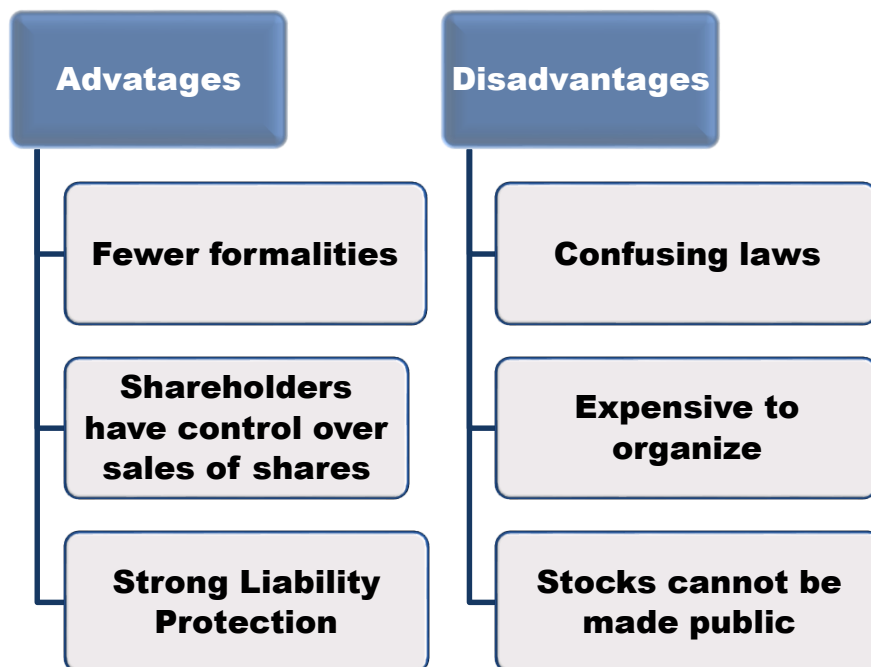 Advatages
Fewer formalities
Shareholders
have control over
sales of shares
Strong Liability
Protection
Disadvantages
Confusing laws
Expensive to
organize
Stocks cannot be
made public